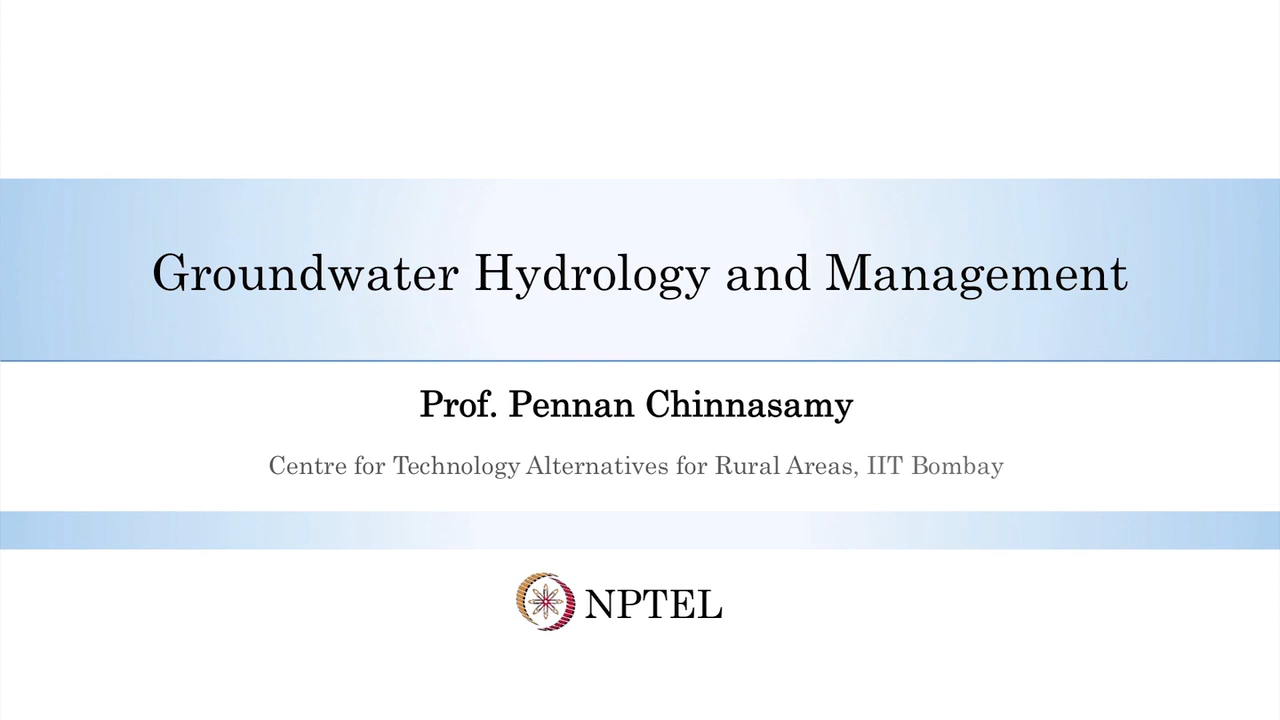 Groundwater Hydrology and Management
Prof. Pennan Chinnasamy
Centre for Technology Alternatives for Rural Areas, IIT Bombay
NPTEL